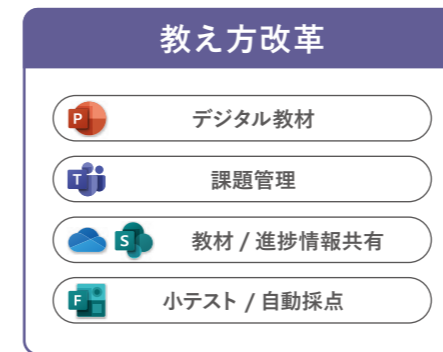 教え方改革
P
デジタル教材
T
課題管理
S
教材 / 進捗情報共有
F
小テスト / 自動採点